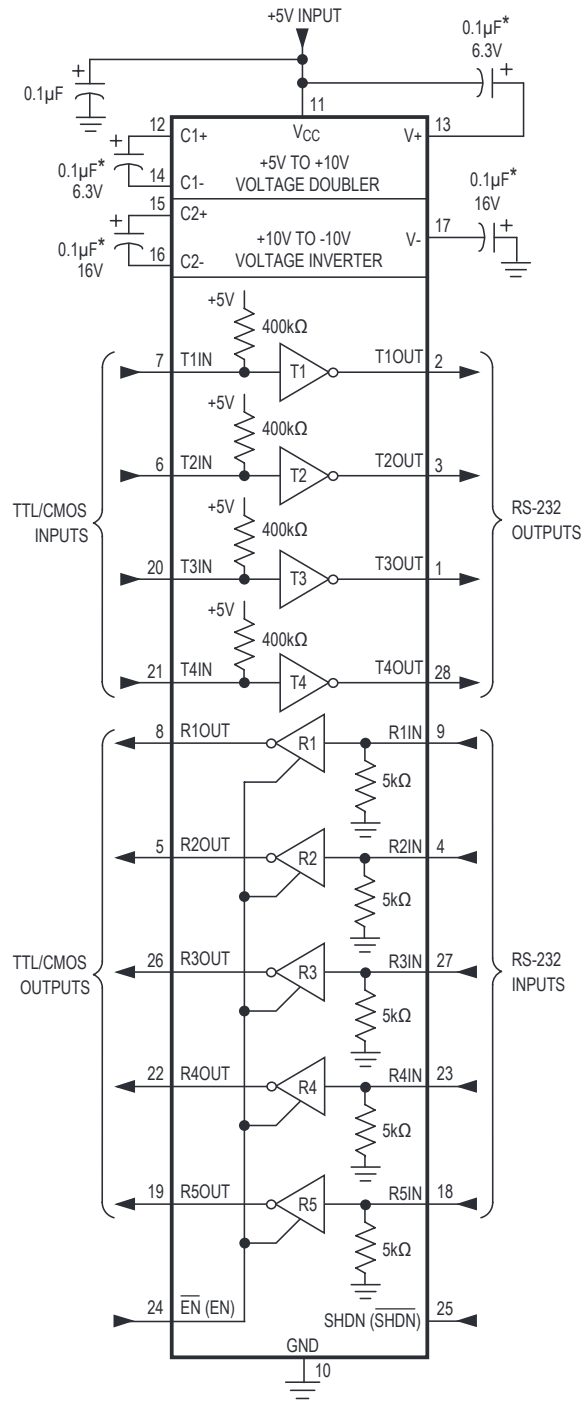 +5V INPUT
0.1µF*
6.3V
+
+
0.1µF
11
12
C1+
VCC
V+
13
+
0.1µF*
6.3V
14
C1-
+5V TO +10V
VOLTAGE DOUBLER
15
C2+
+
0.1µF*
16V
16
C2-
+10V TO -10V
VOLTAGE INVERTER
V-
17
0.1µF*
16V
+
+5V
400kΩ
7
T1IN
T1
T1OUT
2
+5V
400kΩ
6
T2IN
T2
T2OUT
3
TTL/CMOS
INPUTS
RS-232
OUTPUTS
+5V
400kΩ
20
T3IN
T3
T3OUT
1
+5V
400kΩ
21
T4IN
T4
T4OUT
28
8
R1OUT
R1
R1IN
9
5kΩ
5
R2OUT
R2
R2IN
4
5kΩ
TTL/CMOS
OUTPUTS
RS-232
INPUTS
26
R3OUT
R3
R3IN
27
5kΩ
22
R4OUT
R4
R4IN
23
5kΩ
19
R5OUT
R5
R5IN
18
5kΩ
24
E̅N̅ (EN)
SHDN (S̅H̅D̅N̅)
25
GND
10